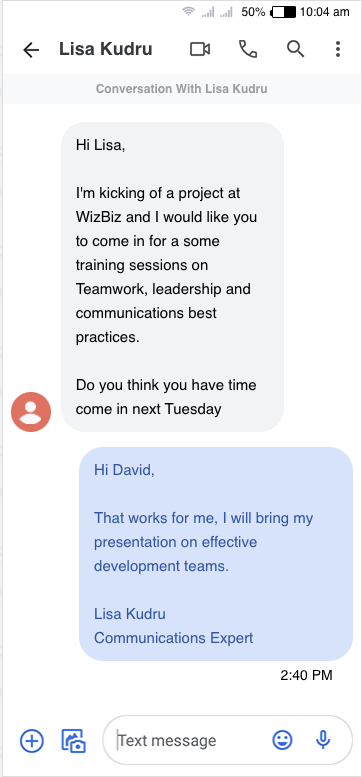 50% 10:04 am
Lisa Kudru
Conversation With Lisa Kudru
Hi Lisa,
I'm kicking of a project at
WizBiz and I would like you
to come in for a some
training sessions on
Teamwork, leadership and
communications best
practices.
Do you think you have time
come in next Tuesday
Hi David,
That works for me, I will bring my
presentation on effective
development teams.
Lisa Kudru
Communications Expert
2:40 PM
Text message